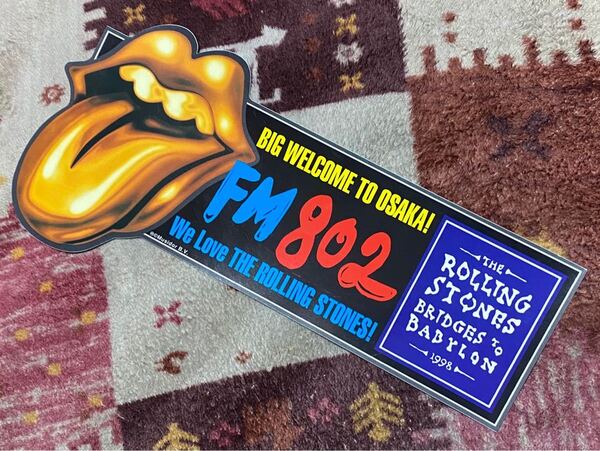 BIG WELCOME TO OSAKA!
FM 802
We Love THE ROLLING STONES!
THE
ROLLING
STONES
BRIDGES TO
BABYLON
1998